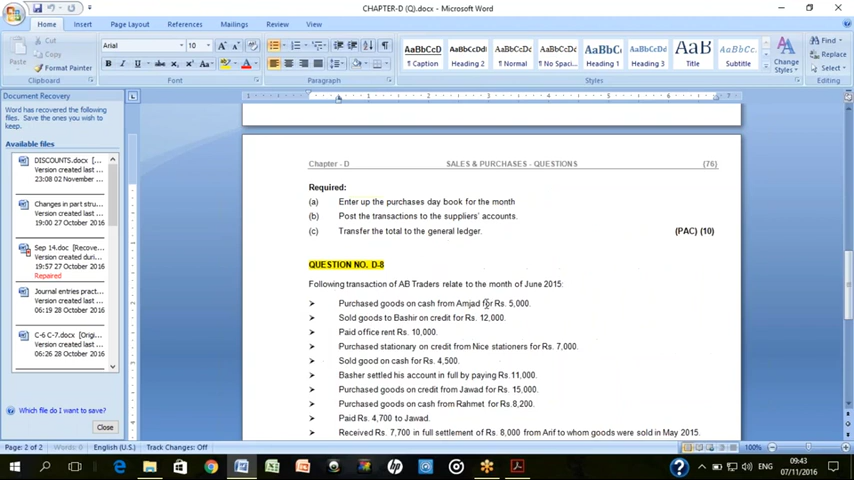 CHAPTER-D (Q).docx - Microsoft Word
Home Insert Page Layout References Mailings Review View
Paste
Cut
Copy
Format Painter
Clipboard
Arial 10
Font
Paragraph
AaBbCcD AaBbCc AaBbCcD AaBbCcD AaBbC AaBbCc AaB AaBbCc.
¶ Caption Heading 2 ¶ Normal ¶ No Spaci... Heading 1 Heading 3 Title Subtitle
Change Styles
Styles
Find
Replace
Select
Editing
Document Recovery
Word has recovered the following
files. Save the ones you wish to
keep.
Available files
DISCOUNTS.docx [...
Version created last ...
23:08 02 November ...
Changes in part stru...
Version created last ...
19:00 27 October 2016
Sep 14.doc [Recove...
Version created duri...
19:57 27 October 2016
Repaired
Journal entries pract...
Version created last ...
06:19 28 October 2016
C-6 C-7.docx [Origi...
Version created last ...
06:26 28 October 2016
Which file do I want to save?
Close
Chapter - D SALES & PURCHASES - QUESTIONS (76)
Required:
(a) Enter up the purchases day book for the month
(b) Post the transactions to the suppliers' accounts.
(c) Transfer the total to the general ledger. (PAC) (10)
QUESTION NO. D-8
Following transaction of AB Traders relate to the month of June 2015:
➢ Purchased goods on cash from Amjad for Rs. 5,000.
➢ Sold goods to Bashir on credit for Rs. 12,000.
➢ Paid office rent Rs. 10,000.
➢ Purchased stationary on credit from Nice stationers for Rs. 7,000.
➢ Sold good on cash for Rs. 4,500.
➢ Basher settled his account in full by paying Rs.11,000.
➢ Purchased goods on credit from Jawad for Rs. 15,000.
➢ Purchased goods on cash from Rahmet for Rs.8,200.
➢ Paid Rs. 4,700 to Jawad.
➢ Received Rs. 7,700 in full settlement of Rs. 8,000 from Arif to whom goods were sold in May 2015.
Page: 2 of 2 Words: 0 English (U.S.) Track Changes: Off 100%
ENG 09:43
07/11/2016